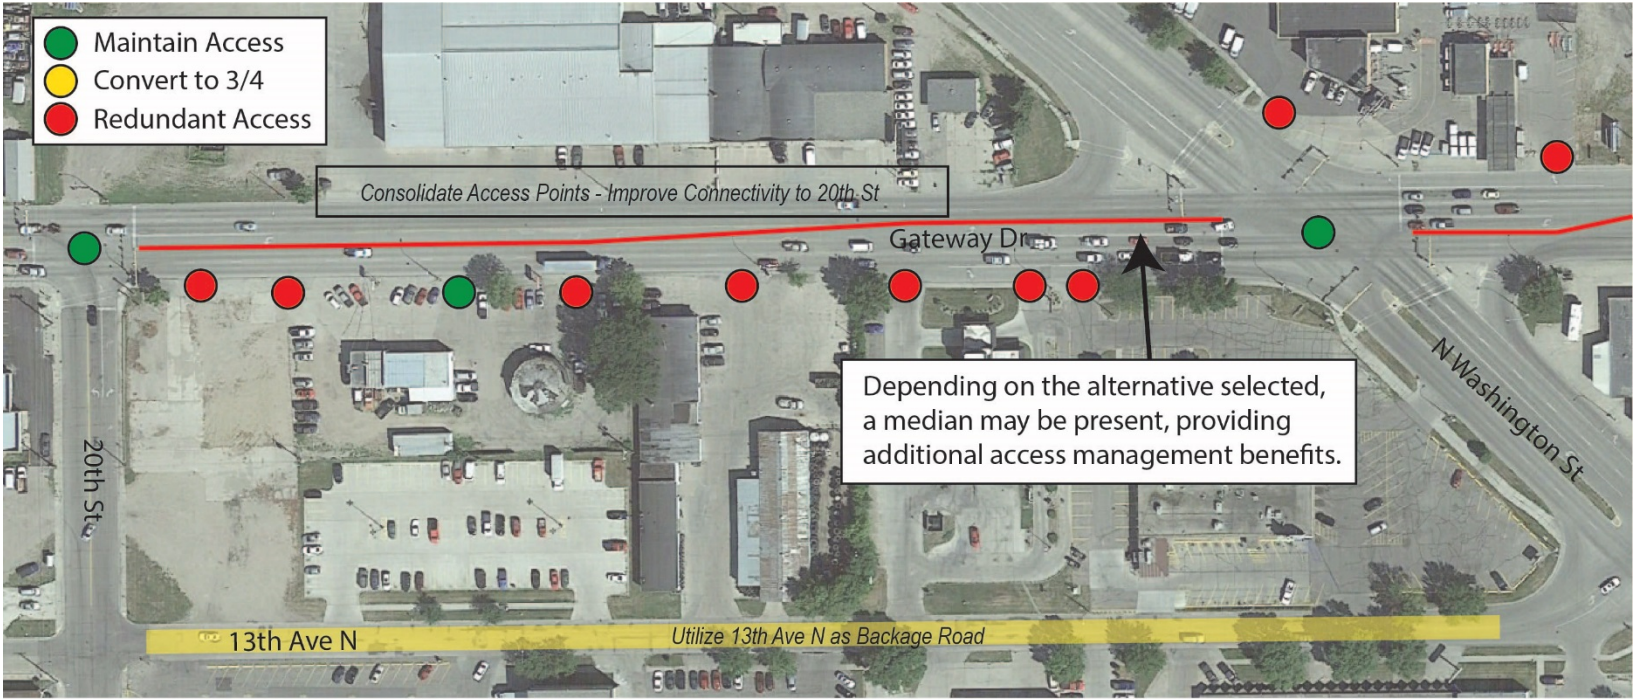 Maintain Access
Convert to 3/4
Redundant Access
Consolidate Access Points - Improve Connectivity to 20th St
Gateway Dr
Depending on the alternative selected,
a median may be present, providing
additional access management benefits.
N Washington St
20th St
13th Ave N
Utilize 13th Ave N as Backage Road